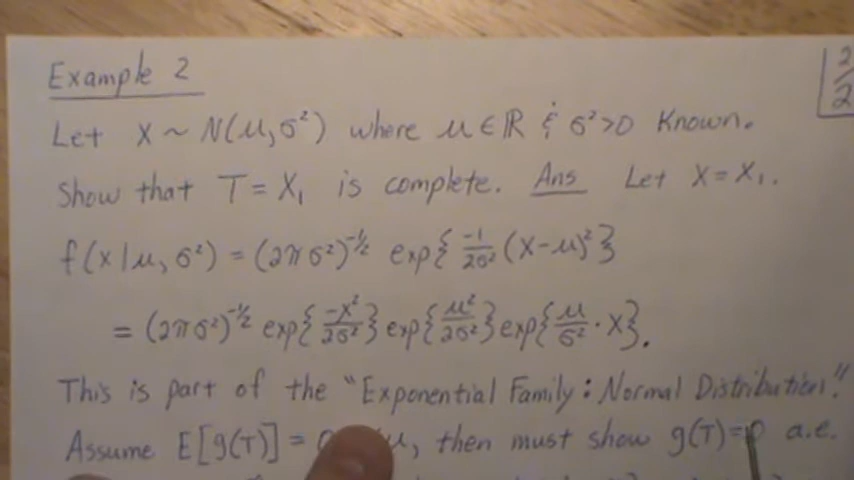 Example 2
2/2
Let X ~ N(μ, σ²) where μ ∈ ℝ & σ² > 0 Known.
Show that T = X₁ is complete. Ans Let X = X₁.
f(x|μ, σ²) = (2πσ²)^{-1/2} exp{ -1/2σ² (X-μ)² }
= (2πσ²)^{-1/2} exp{ -x²/2σ² } exp{ μ²/2σ² } exp{ μ/σ² · X }.
This is part of the "Exponential Family: Normal Distribution."
Assume E[g(T)] = μ, then must show g(T)=0 a.e.